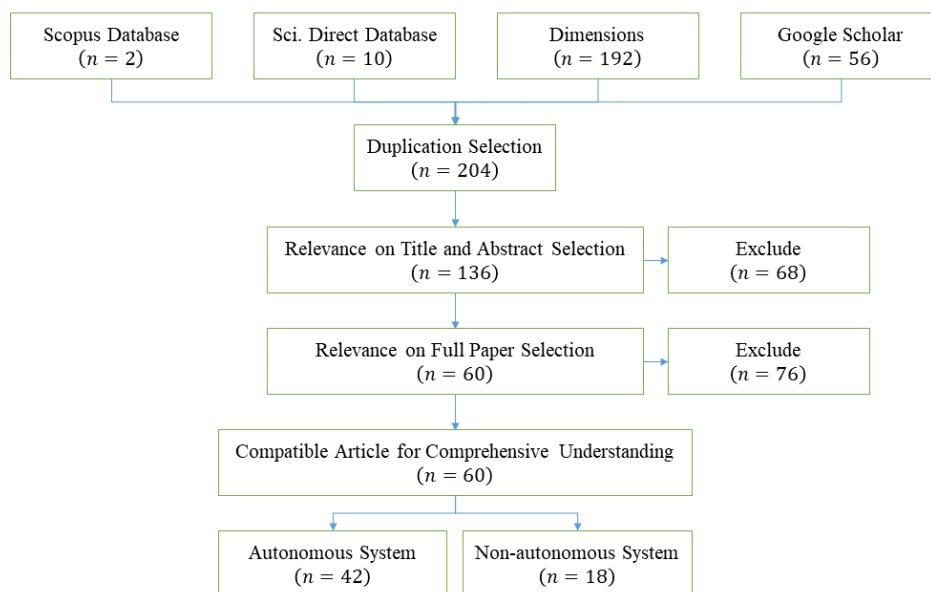 Scopus Database
(n = 2)
Sci. Direct Database
(n = 10)
Dimensions
(n = 192)
Google Scholar
(n = 56)
Duplication Selection
(n = 204)
Relevance on Title and Abstract Selection
(n = 136)
Exclude
(n = 68)
Relevance on Full Paper Selection
(n = 60)
Exclude
(n = 76)
Compatible Article for Comprehensive Understanding
(n = 60)
Autonomous System
(n = 42)
Non-autonomous System
(n = 18)